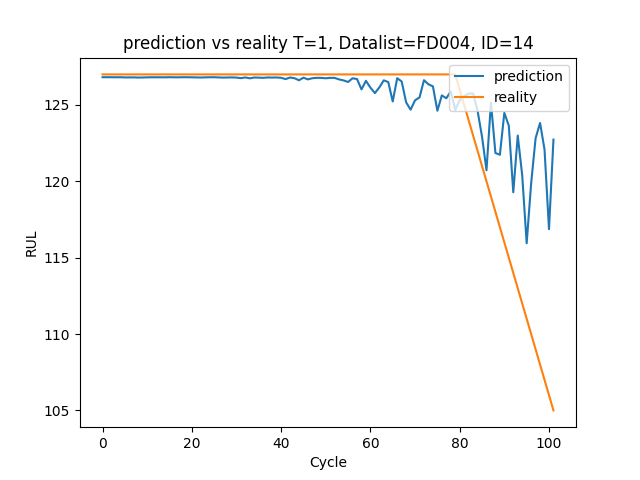 prediction vs reality T=1, Datalist=FD004, ID=14
prediction
reality
125
120
115
110
105
RUL
0 20 40 60 80 100
Cycle